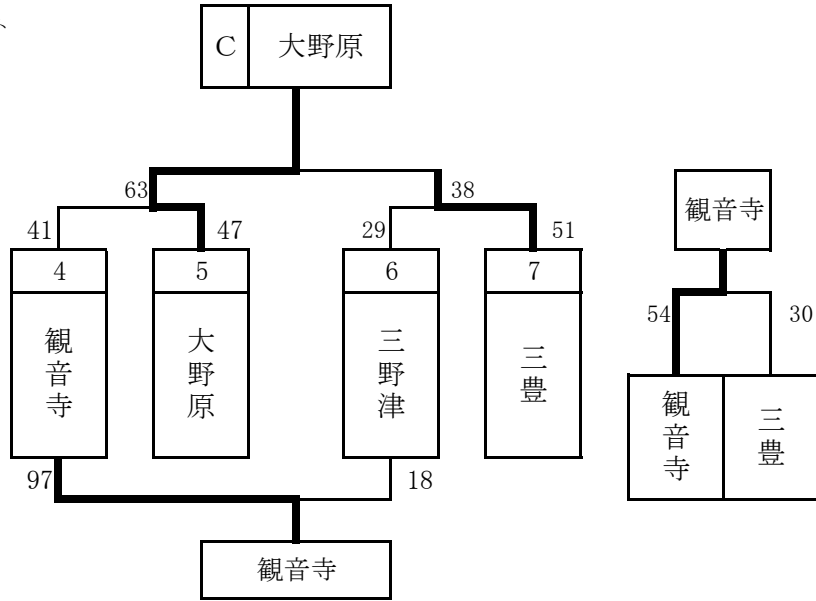 、
C 大野原
63 38
41 47 29 51
4 5 6 7
観音寺
大野原
三野津
三豊
97 18
観音寺
観音寺
54 30
観音寺
三豊